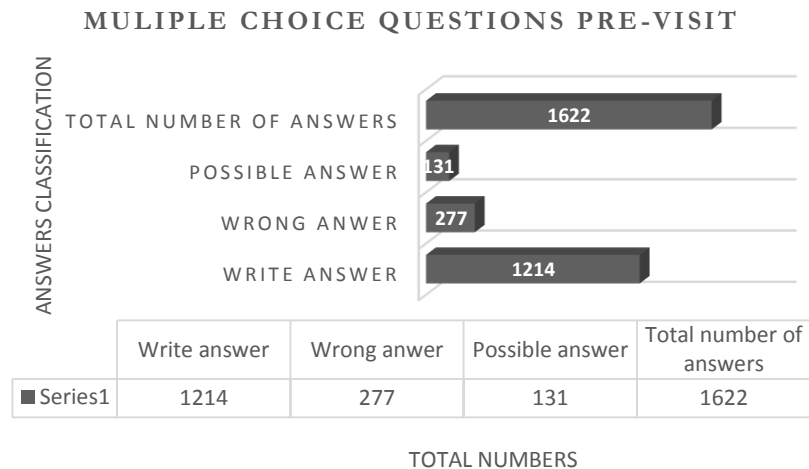 MULIPLE CHOICE QUESTIONS PRE-VISIT
ANSWERS CLASSIFICATION
TOTAL NUMBER OF ANSWERS
1622
POSSIBLE ANSWER
131
WRONG ANWER
277
WRITE ANSWER
1214
Write answer Wrong anwer Possible answer Total number of
answers
Series1 1214 277 131 1622
TOTAL NUMBERS